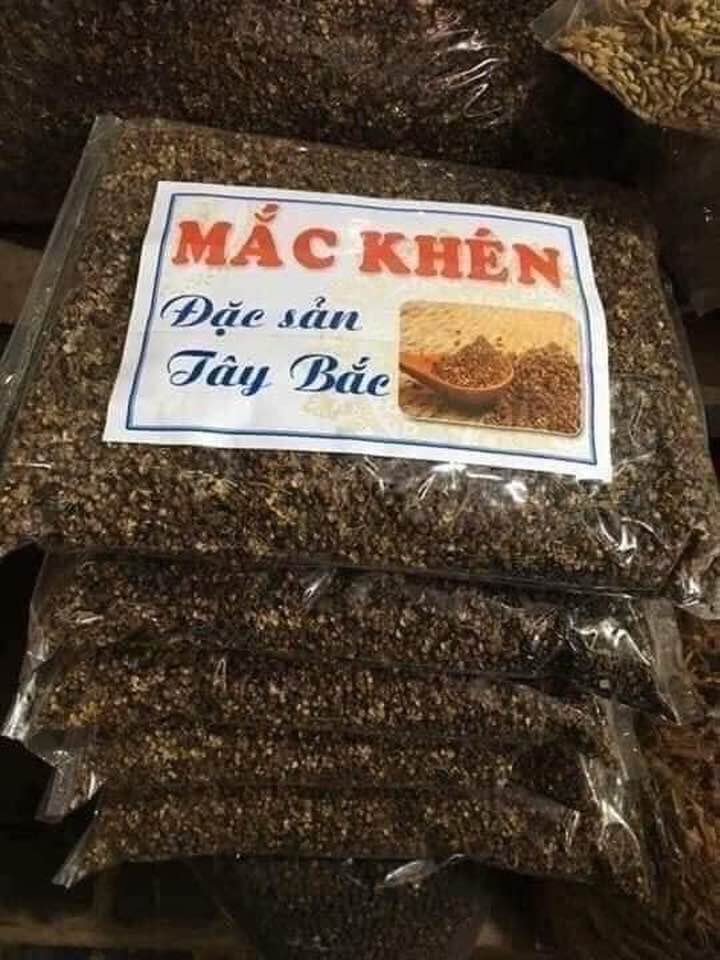 MẮC KHÉN
Đặc sản
Tây Bắc